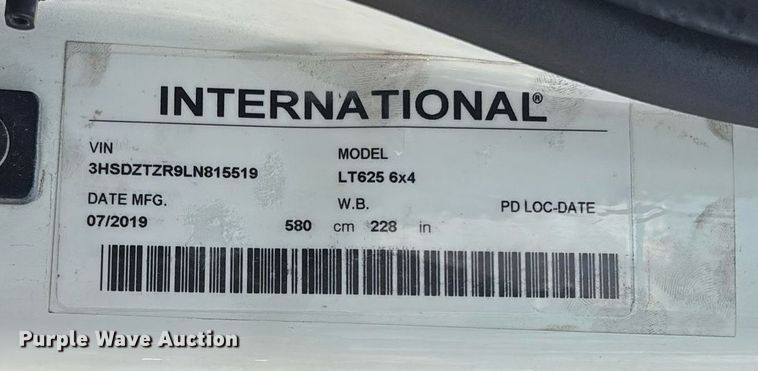 INTERNATIONAL®
VIN MODEL
3HSDZTZR9LN815519 LT625 6x4
DATE MFG. W.B. PD LOC-DATE
07/2019 580 cm 228 in
Purple Wave Auction